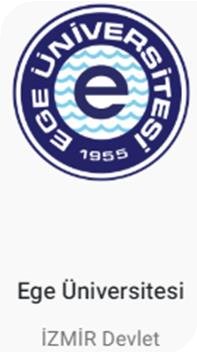 EGE ÜNİVERSİTESİ
e
1955
Ege Üniversitesi
İZMİR Devlet